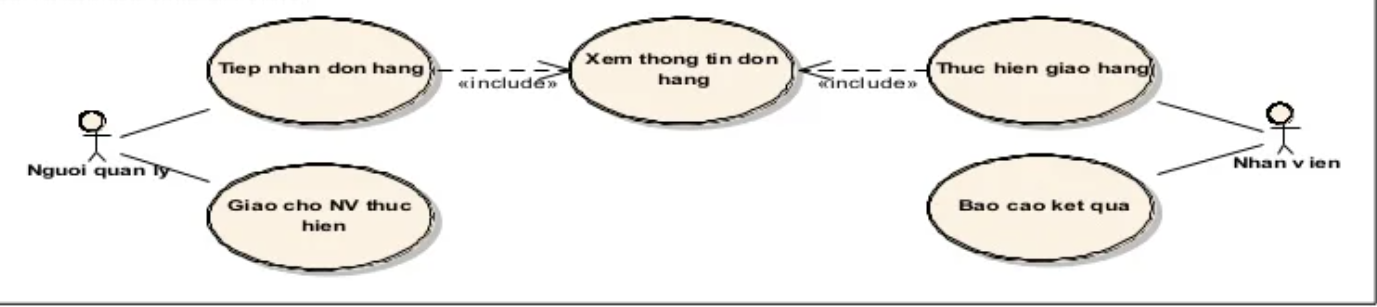 Tiep nhan don hang
«include»
Xem thong tin don
hang
«include»
Thuc hien giao hang
Nguoi quan ly
Nhan v ien
Giao cho NV thuc
hien
Bao cao ket qua